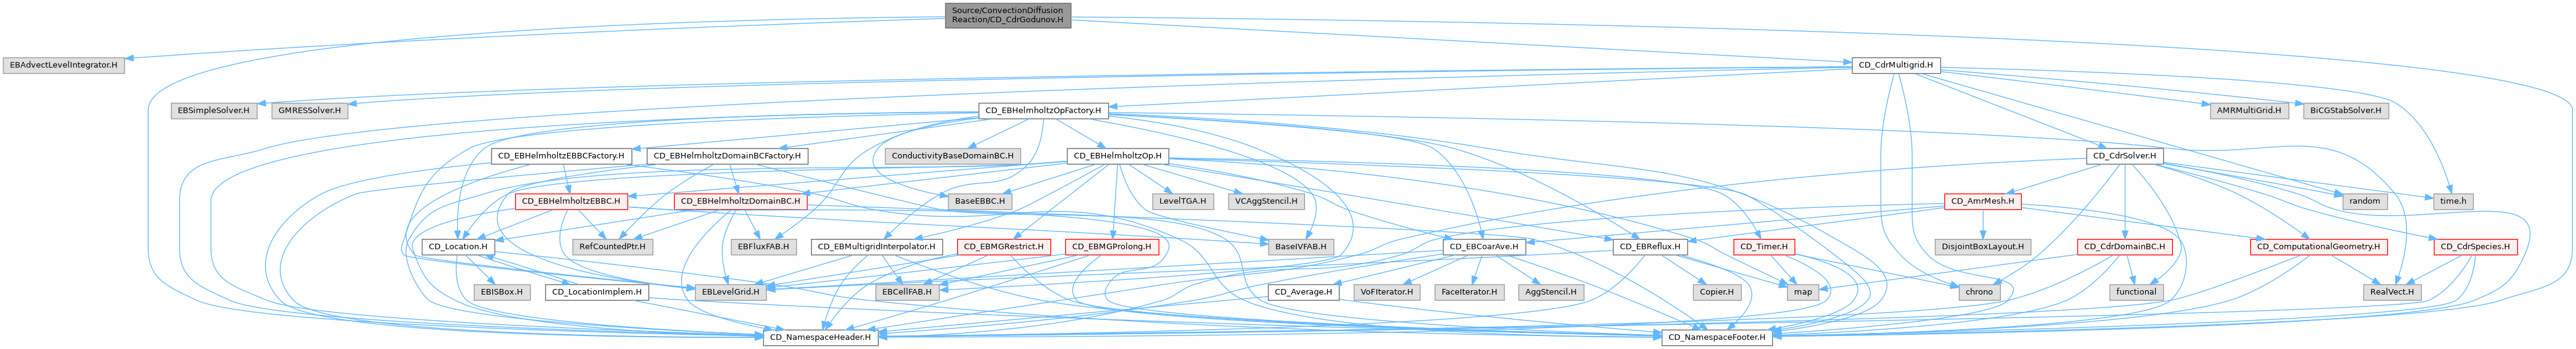 Source/ConvectionDiffusion
Reaction/CD_CdrGodunov.H
EBAdvectLevelIntegrator.H
CD_CdrMultigrid.H
EBSimpleSolver.H
GMRESSolver.H
CD_EBHelmholtzOpFactory.H
AMRMultiGrid.H
BiCGStabSolver.H
CD_EBHelmholtzEBBCFactory.H
CD_EBHelmholtzDomainBCFactory.H
ConductivityBaseDomainBC.H
CD_EBHelmholtzOp.H
CD_CdrSolver.H
CD_EBHelmholtzEBBC.H
CD_EBHelmholtzDomainBC.H
BaseEBBC.H
LevelTGA.H
VCAggStencil.H
CD_AmrMesh.H
random
time.h
CD_Location.H
RefCountedPtr.H
EBFluxFAB.H
CD_EBMultigridInterpolator.H
CD_EBMGRestrict.H
CD_EBMGProlong.H
BaseIVFAB.H
CD_EBCoarAve.H
CD_EBReflux.H
CD_Timer.H
DisjointBoxLayout.H
CD_CdrDomainBC.H
CD_ComputationalGeometry.H
CD_CdrSpecies.H
EBISBox.H
CD_LocationImplem.H
EBLevelGrid.H
EBCellFAB.H
CD_Average.H
VoFIterator.H
FaceIterator.H
AggStencil.H
Copier.H
map
chrono
functional
RealVect.H
CD_NamespaceHeader.H
CD_NamespaceFooter.H